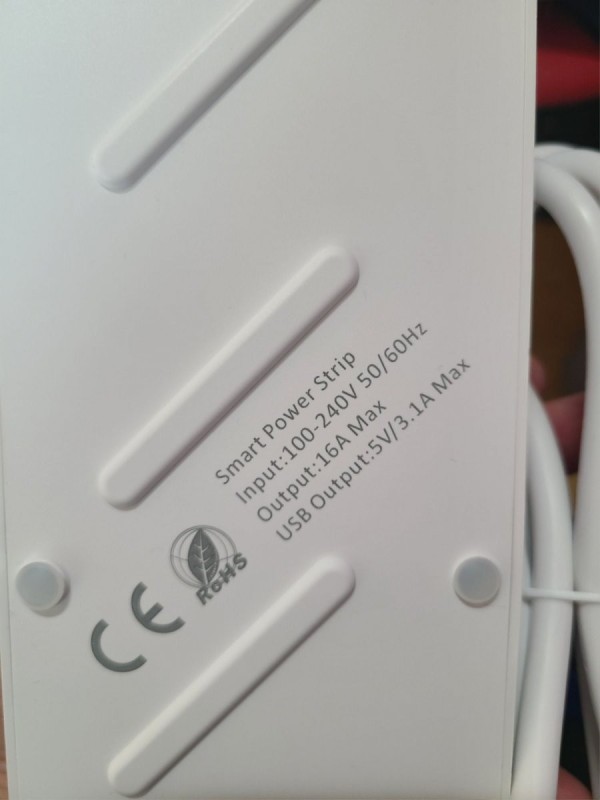 Smart Power Strip
Input:100-240V 50/60Hz
Output:16A Max
USB Output:5V/3.1A Max
RoHS
CE